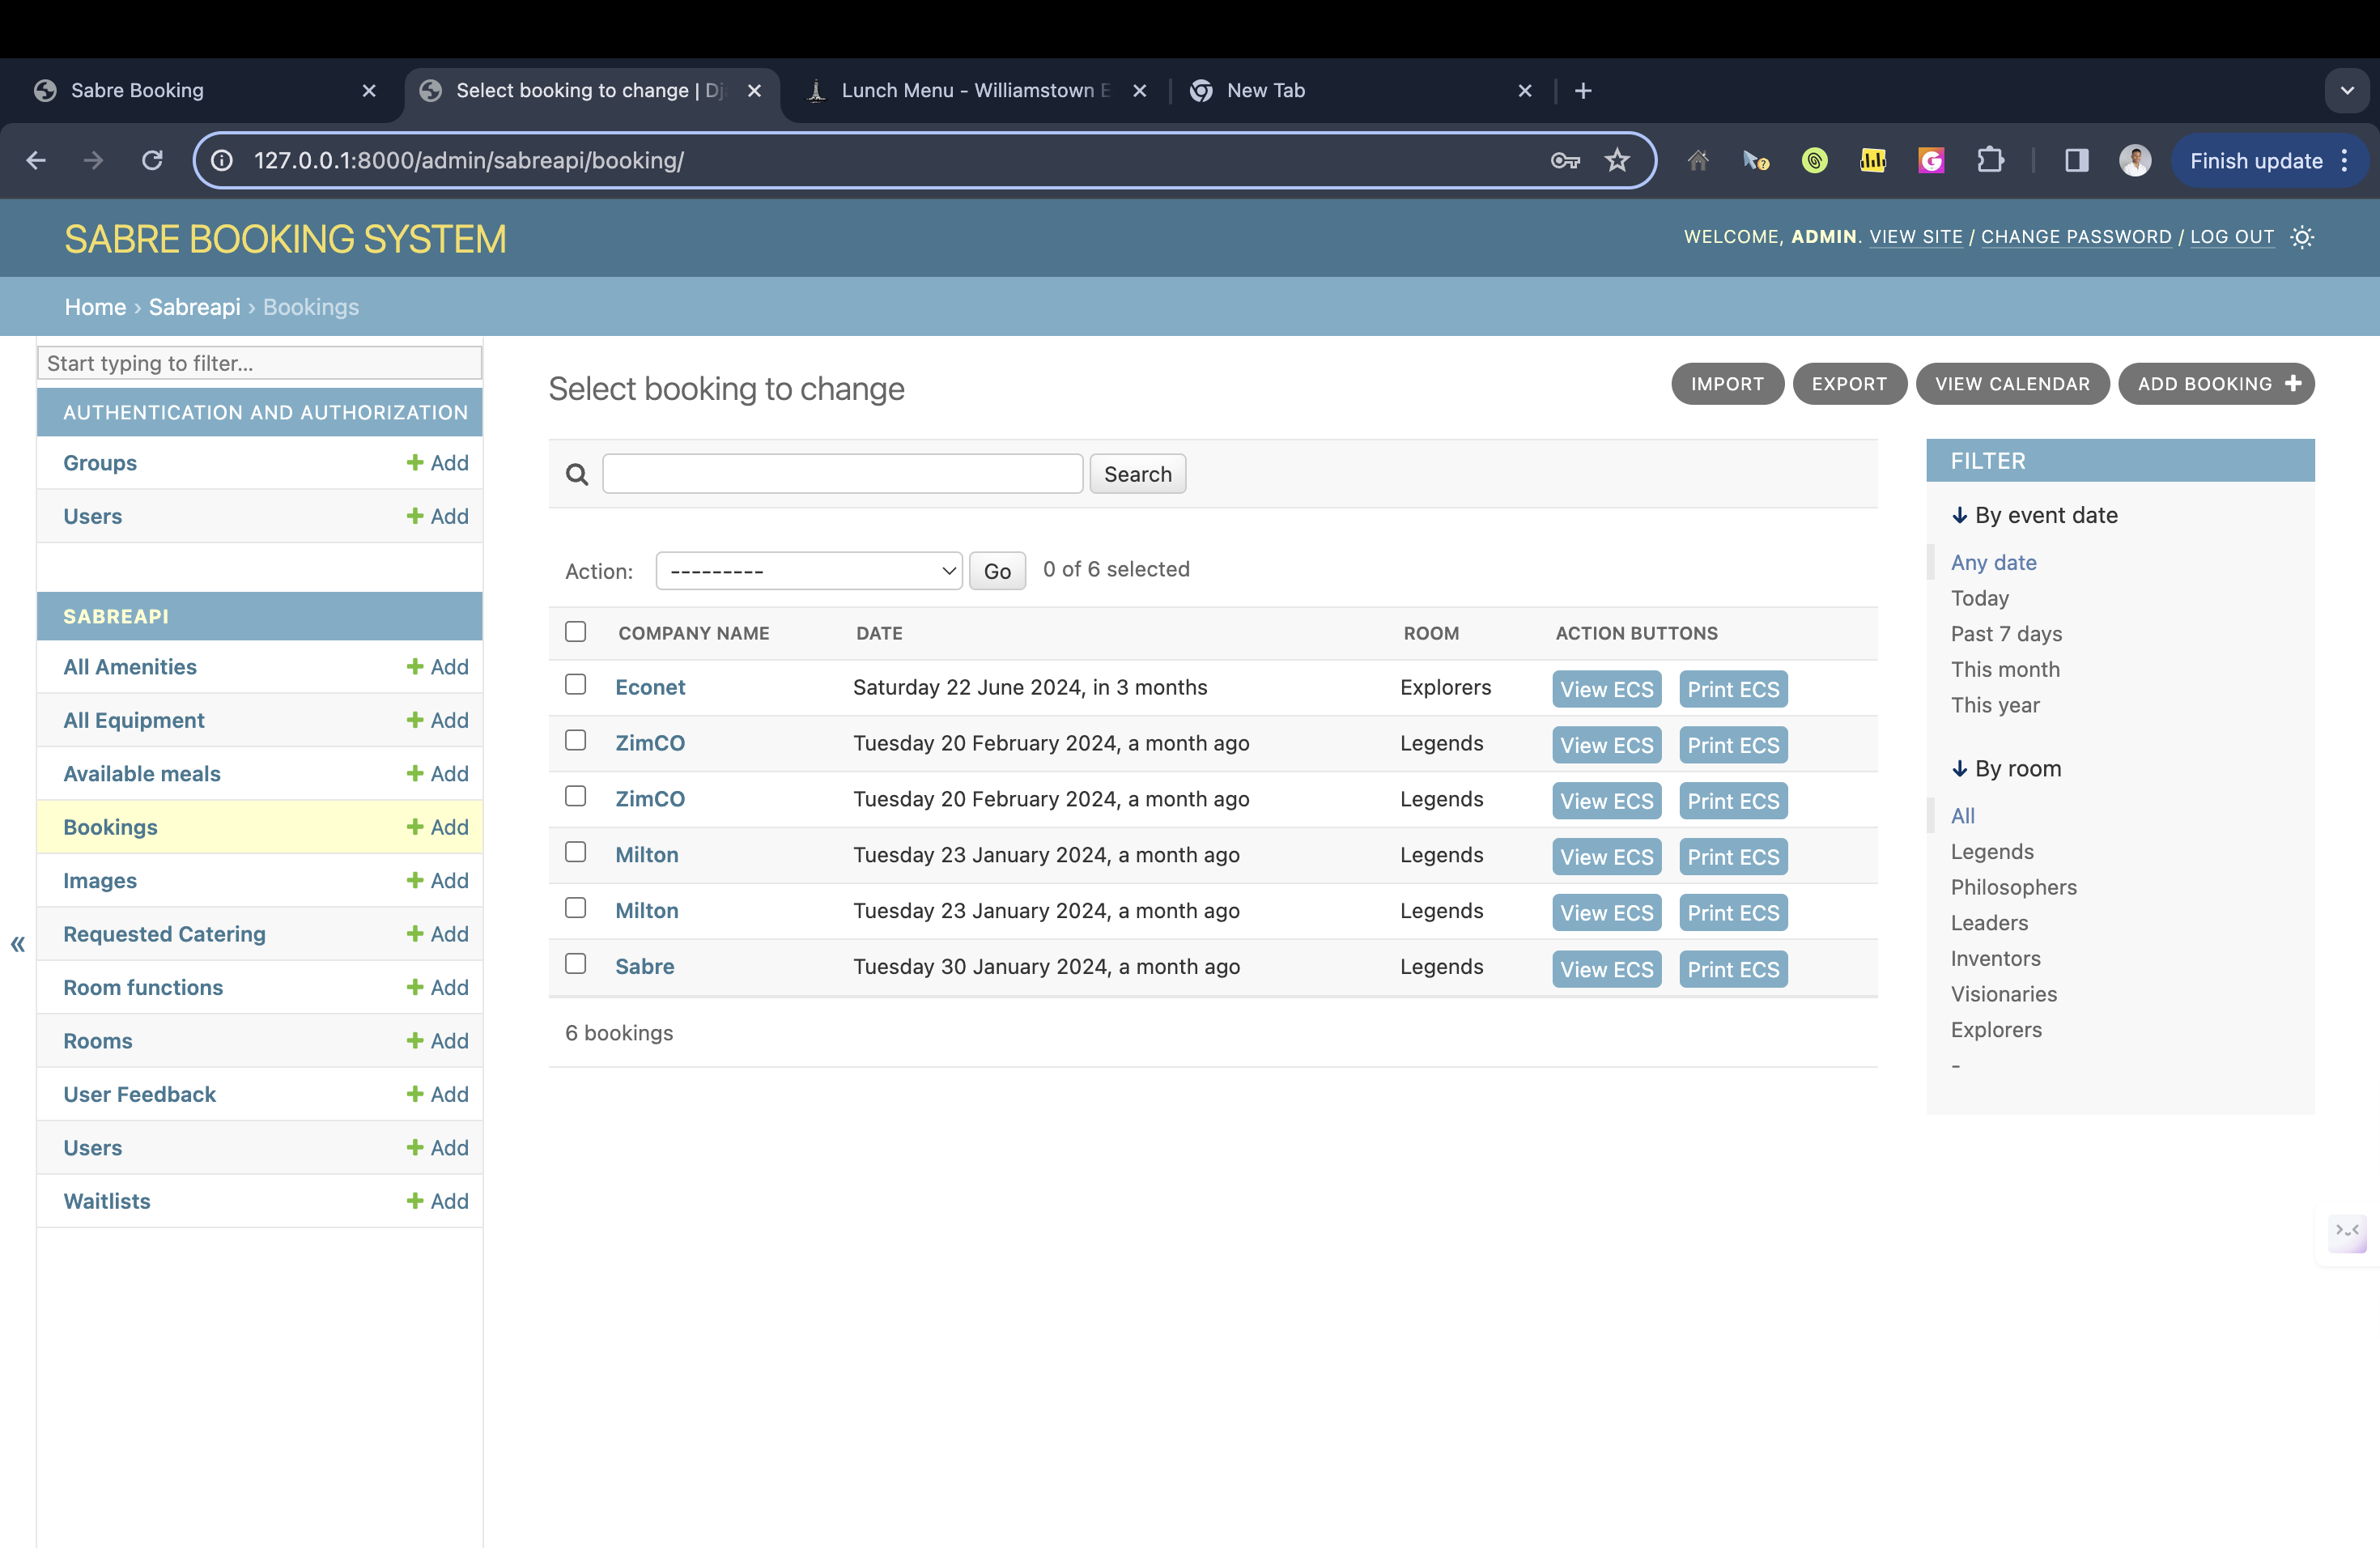 Sabre Booking
Select booking to change | Dj
Lunch Menu - Williamstown E
New Tab
127.0.0.1:8000/admin/sabreapi/booking/
Finish update
SABRE BOOKING SYSTEM
WELCOME, ADMIN. VIEW SITE / CHANGE PASSWORD / LOG OUT
Home › Sabreapi › Bookings
Start typing to filter...
AUTHENTICATION AND AUTHORIZATION
Groups + Add
Users + Add
SABREAPI
All Amenities + Add
All Equipment + Add
Available meals + Add
Bookings + Add
Images + Add
Requested Catering + Add
Room functions + Add
Rooms + Add
User Feedback + Add
Users + Add
Waitlists + Add
«
Select booking to change
IMPORT EXPORT VIEW CALENDAR ADD BOOKING +
Search
Action: --------- Go 0 of 6 selected
COMPANY NAME DATE ROOM ACTION BUTTONS
Econet Saturday 22 June 2024, in 3 months Explorers View ECS Print ECS
ZimCO Tuesday 20 February 2024, a month ago Legends View ECS Print ECS
ZimCO Tuesday 20 February 2024, a month ago Legends View ECS Print ECS
Milton Tuesday 23 January 2024, a month ago Legends View ECS Print ECS
Milton Tuesday 23 January 2024, a month ago Legends View ECS Print ECS
Sabre Tuesday 30 January 2024, a month ago Legends View ECS Print ECS
6 bookings
FILTER
↓ By event date
Any date
Today
Past 7 days
This month
This year
↓ By room
All
Legends
Philosophers
Leaders
Inventors
Visionaries
Explorers
-